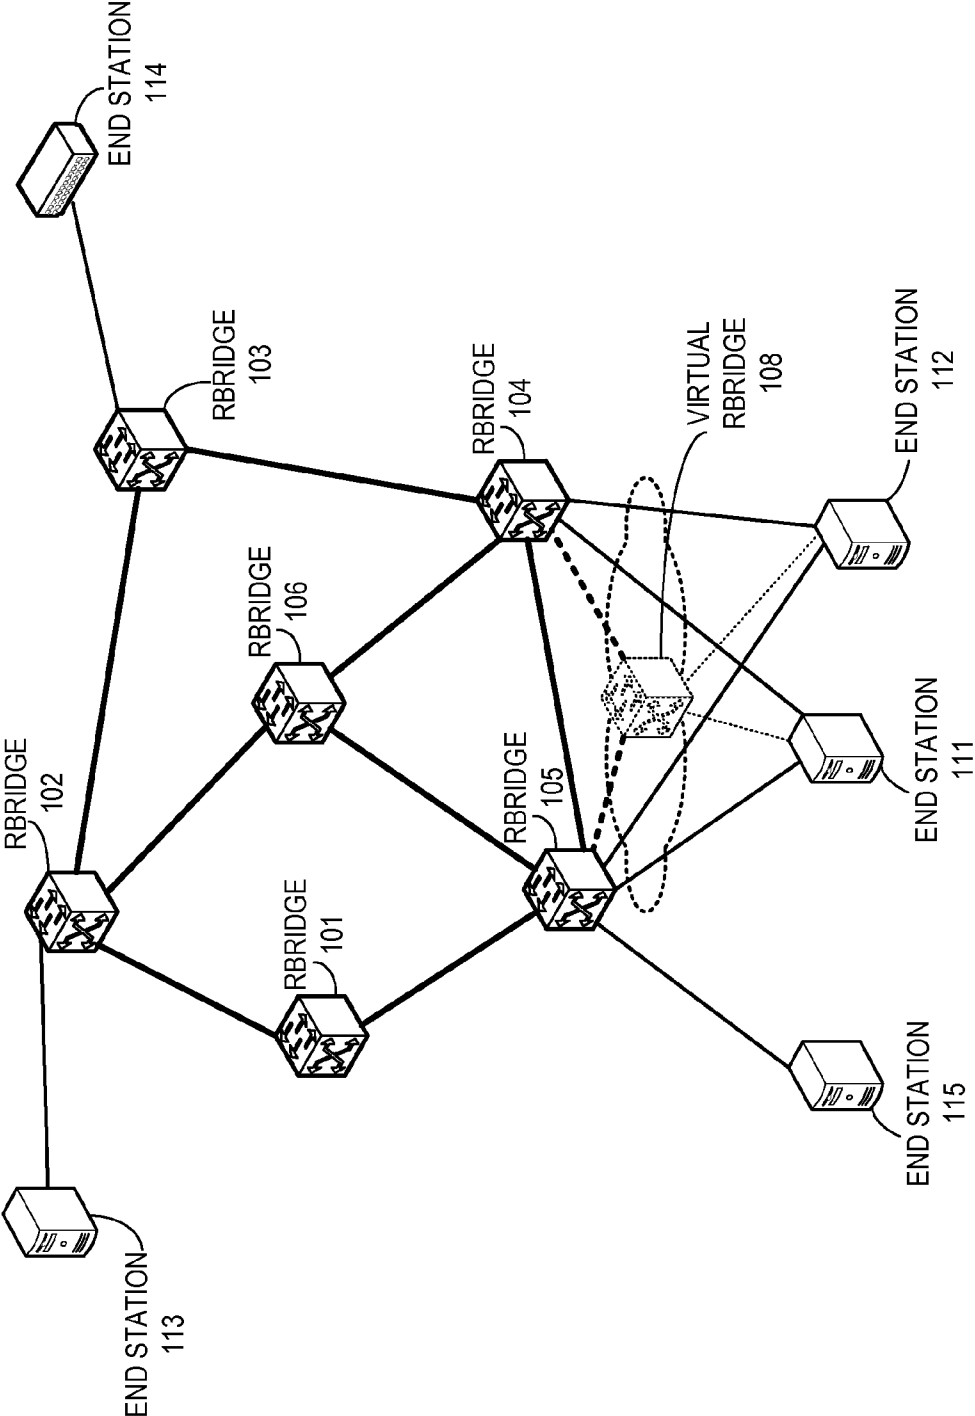 END STATION
113
RBRIDGE
102
RBRIDGE
103
END STATION
114
RBRIDGE
101
RBRIDGE
106
RBRIDGE
105
RBRIDGE
104
VIRTUAL
RBRIDGE
108
END STATION
115
END STATION
111
END STATION
112